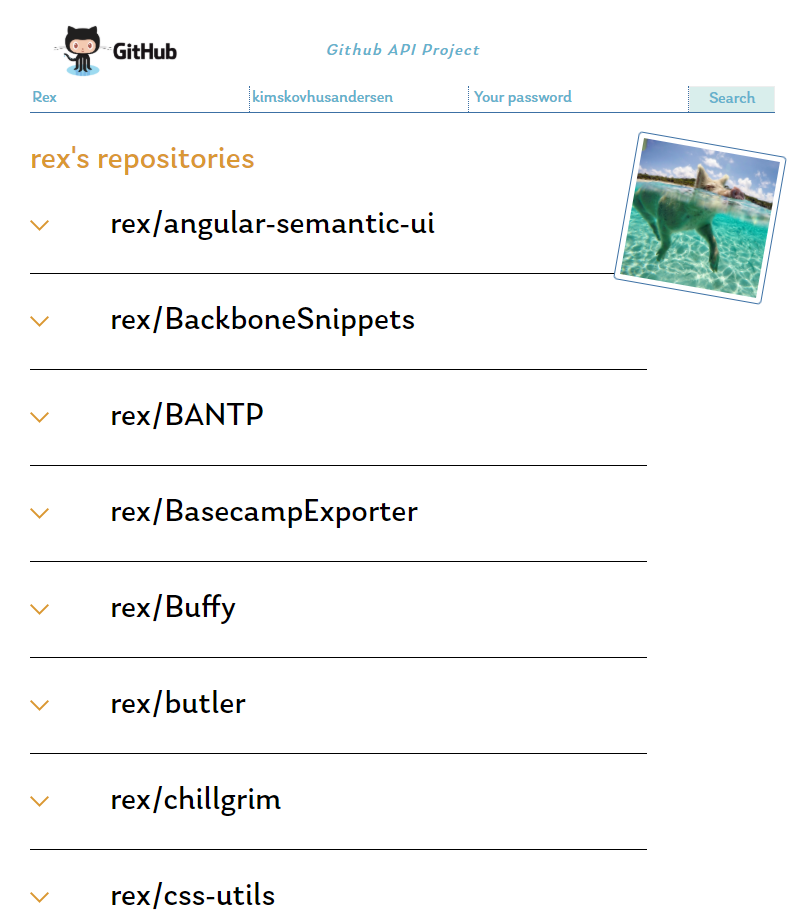 GitHub
Github API Project
Rex
kimskovhusandersen
Your password
Search
rex's repositories
rex/angular-semantic-ui
rex/BackboneSnippets
rex/BANTP
rex/BasecampExporter
rex/Buffy
rex/butler
rex/chillgrim
rex/css-utils